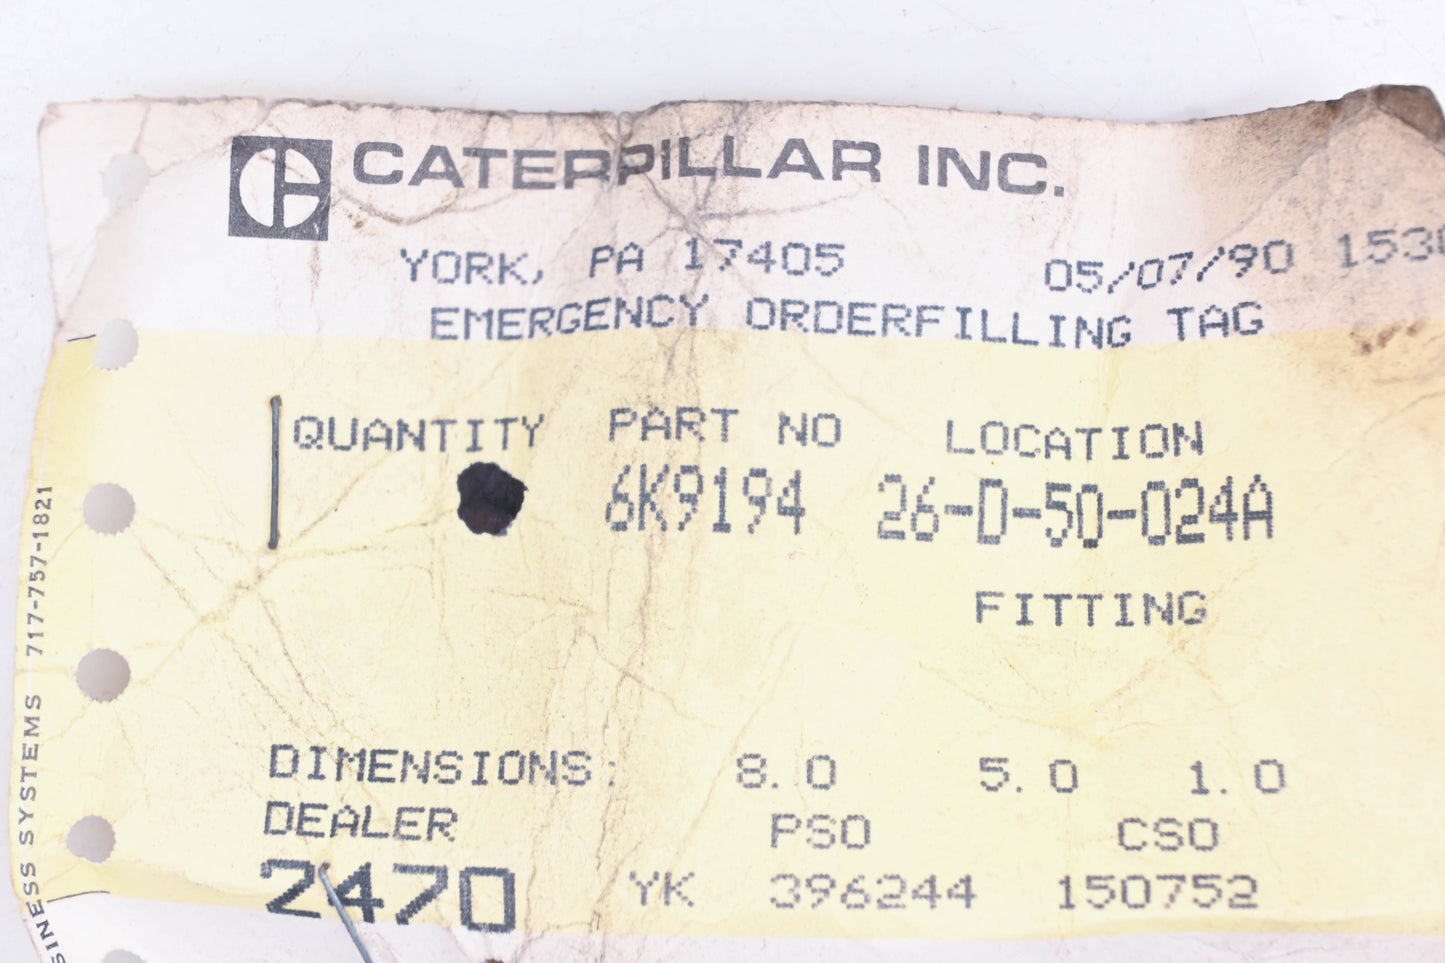 CATERPILLAR INC.
YORK, PA 17405 05/07/90
EMERGENCY ORDERFILLING TAG
QUANTITY PART NO LOCATION
6K9194 26-D-50-024A
FITTING
DIMENSIONS: 8.0 5.0 1.0
DEALER PSO CSO
2470 YK 396244 150752
SYSTEMS 717-757-1821